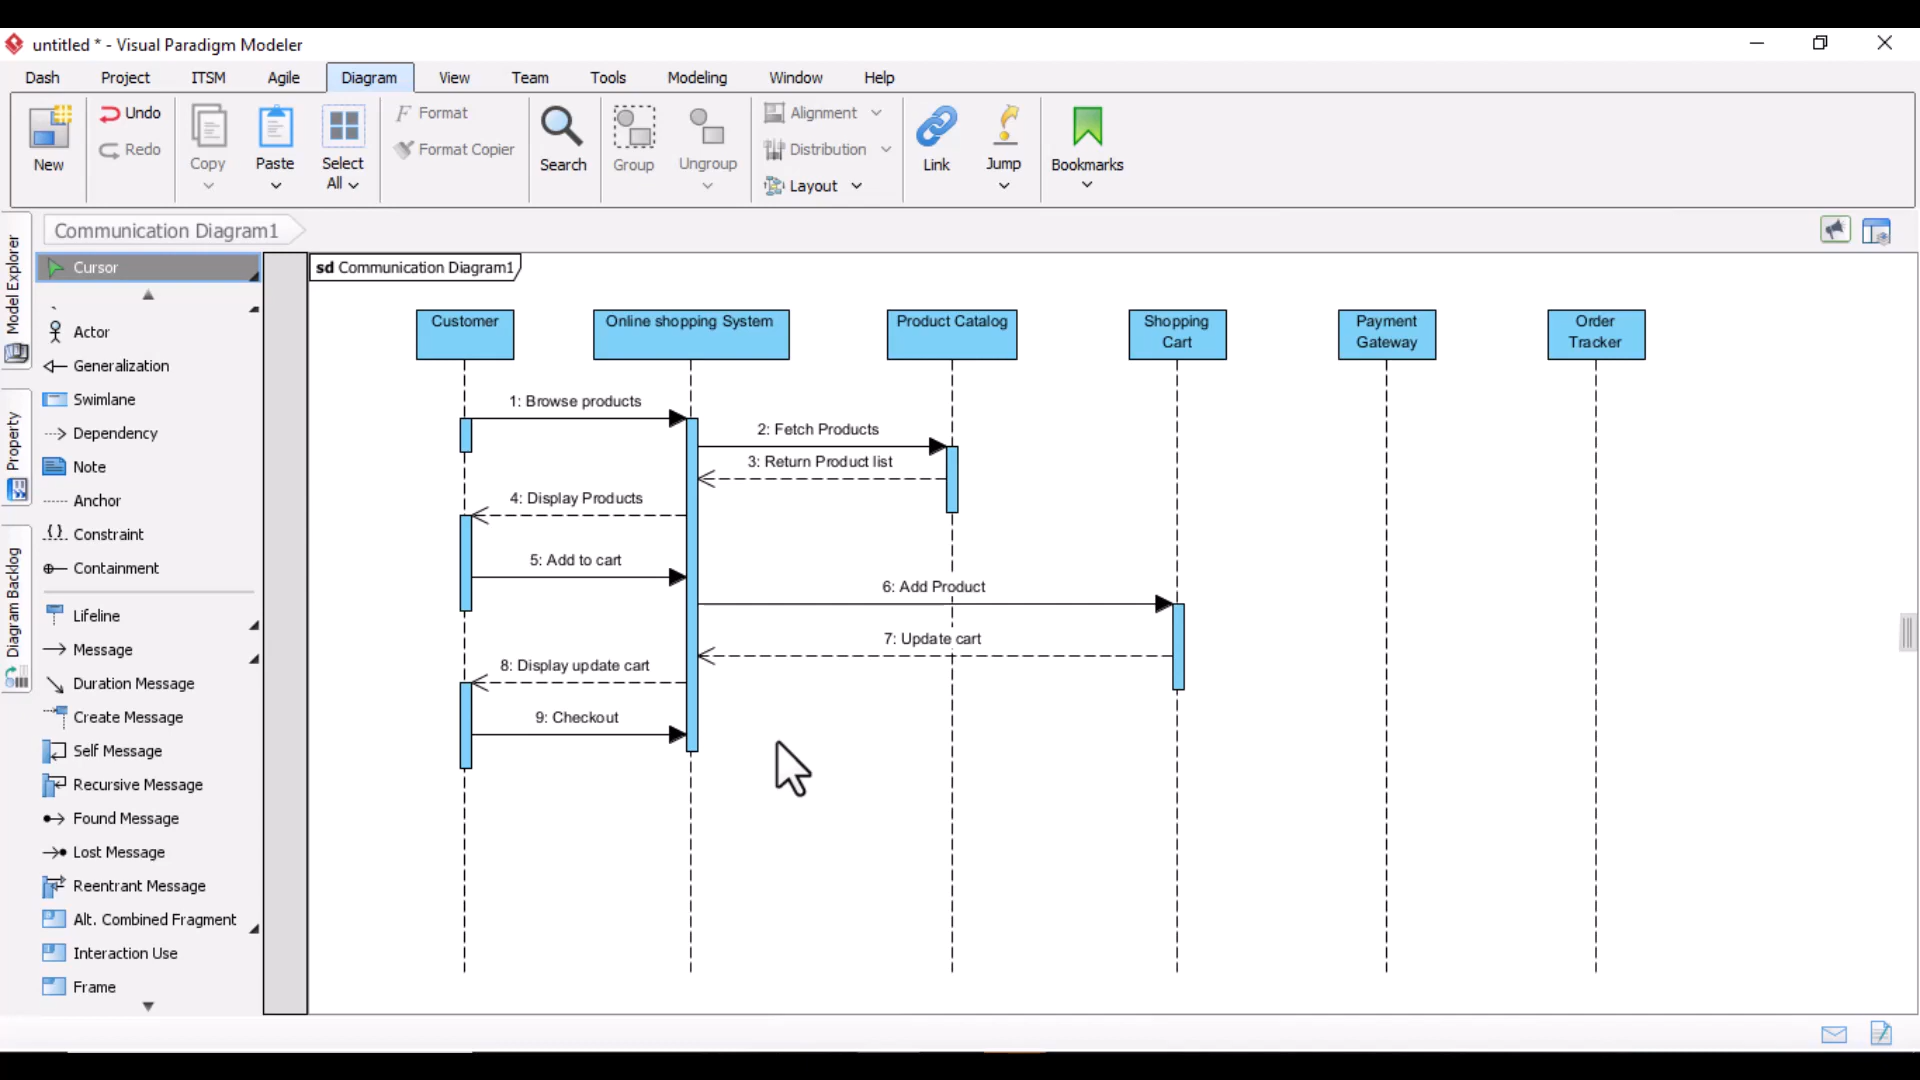 untitled * - Visual Paradigm Modeler
Dash Project ITSM Agile Diagram View Team Tools Modeling Window Help
New
Undo
Redo
Copy
Paste
Select
All
Format
Format Copier
Search
Group
Ungroup
Alignment
Distribution
Layout
Link
Jump
Bookmarks
Communication Diagram1
Model Explorer
Property
Diagram Backlog
Cursor
Actor
Generalization
Swimlane
Dependency
Note
Anchor
Constraint
Containment
Lifeline
Message
Duration Message
Create Message
Self Message
Recursive Message
Found Message
Lost Message
Reentrant Message
Alt. Combined Fragment
Interaction Use
Frame
sd Communication Diagram1
Customer
Online shopping System
Product Catalog
Shopping
Cart
Payment
Gateway
Order
Tracker
1: Browse products
2: Fetch Products
3: Return Product list
4: Display Products
5: Add to cart
6: Add Product
7: Update cart
8: Display update cart
9: Checkout